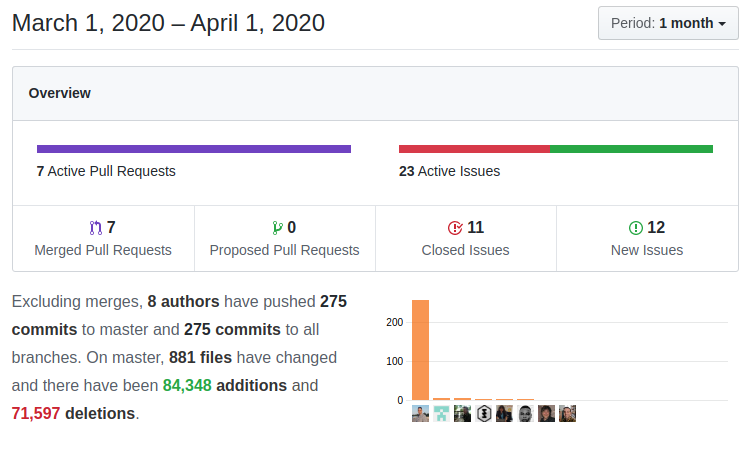 March 1, 2020 – April 1, 2020
Period: 1 month
Overview
7 Active Pull Requests
23 Active Issues
7
Merged Pull Requests
0
Proposed Pull Requests
11
Closed Issues
12
New Issues
Excluding merges, 8 authors have pushed 275
commits to master and 275 commits to all
branches. On master, 881 files have changed
and there have been 84,348 additions and
71,597 deletions.
200
100
0